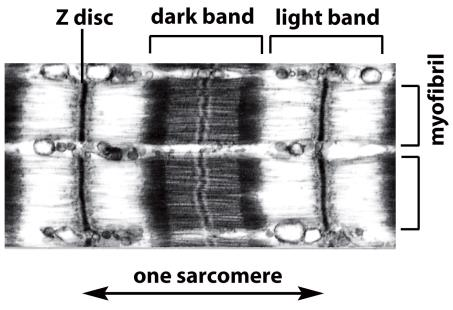 Z disc
dark band
light band
myofibril
one sarcomere